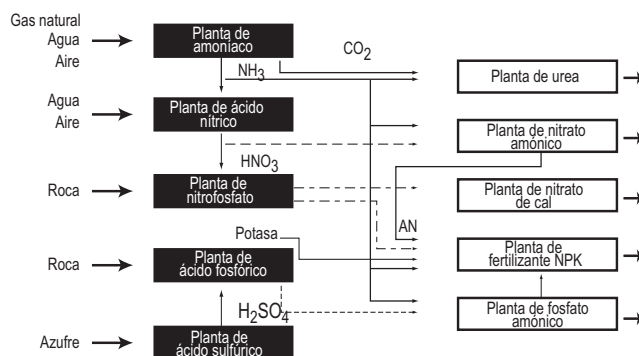 Gas natural
Agua
Aire
Planta de
amoníaco
CO2
NH3
Planta de urea
Agua
Aire
Planta de ácido
nítrico
Planta de nitrato
amónico
HNO3
Roca
Planta de
nitrofosfato
Planta de nitrato
de cal
Potasa
AN
Roca
Planta de
ácido fosfórico
Planta de
fertilizante NPK
H2SO4
Planta de fosfato
amónico
Azufre
Planta de
ácido sulfúrico